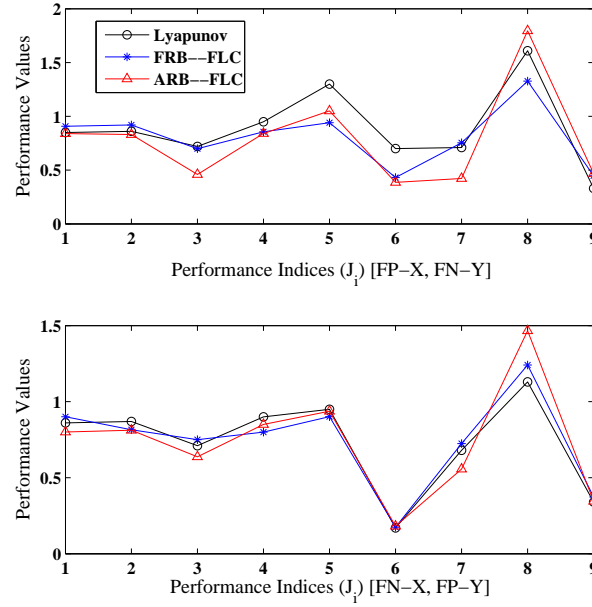 2
1.5
1
0.5
0
Performance Values
Lyapunov
FRB−−FLC
ARB−−FLC
1 2 3 4 5 6 7 8 9
Performance Indices (J_i) [FP−X, FN−Y]
1.5
1
0.5
0
Performance Values
1 2 3 4 5 6 7 8 9
Performance Indices (J_i) [FN−X, FP−Y]